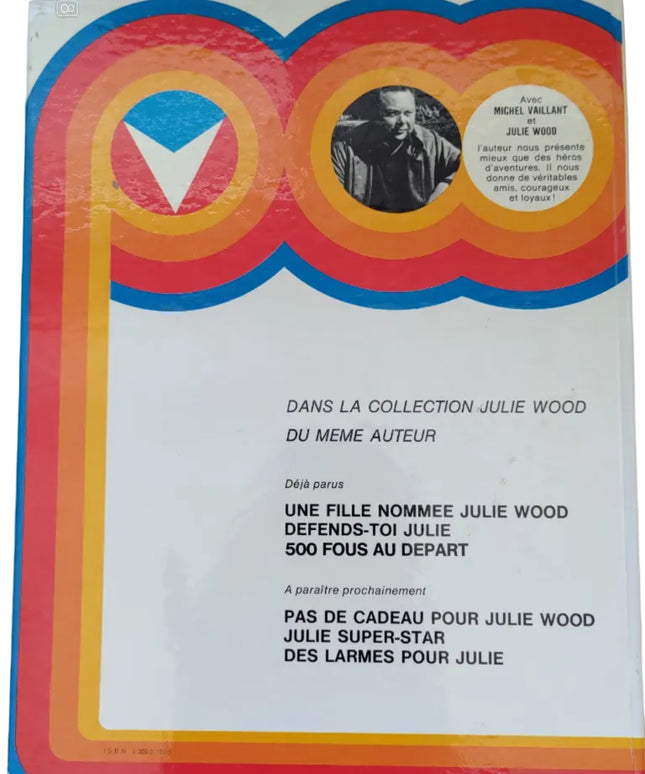 Avec
MICHEL VAILLANT
et
JULIE WOOD
l'auteur nous présente
mieux que des héros
d'aventures. Il nous
donne de véritables
amis, courageux
et loyaux!
DANS LA COLLECTION JULIE WOOD
DU MEME AUTEUR
Déjà parus
UNE FILLE NOMMEE JULIE WOOD
DEFENDS-TOI JULIE
500 FOUS AU DEPART
A paraître prochainement
PAS DE CADEAU POUR JULIE WOOD
JULIE SUPER-STAR
DES LARMES POUR JULIE
ISBN